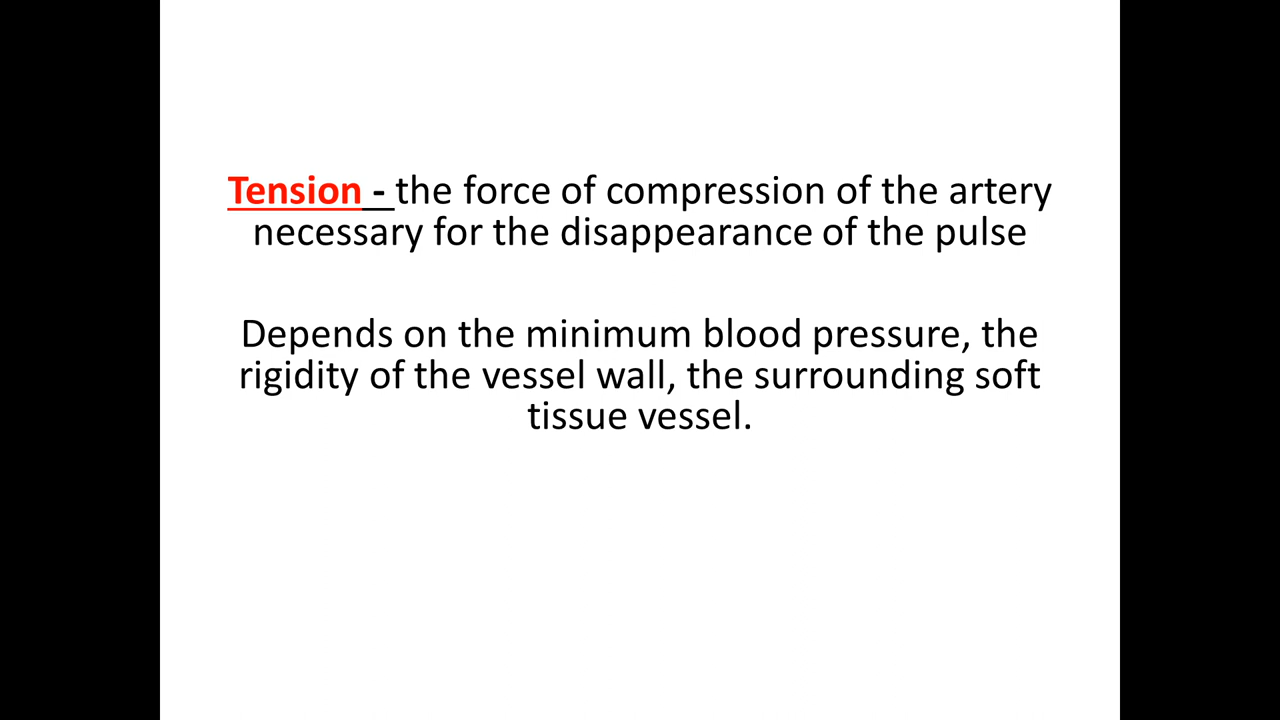 Tension - the force of compression of the artery
necessary for the disappearance of the pulse
Depends on the minimum blood pressure, the
rigidity of the vessel wall, the surrounding soft
tissue vessel.